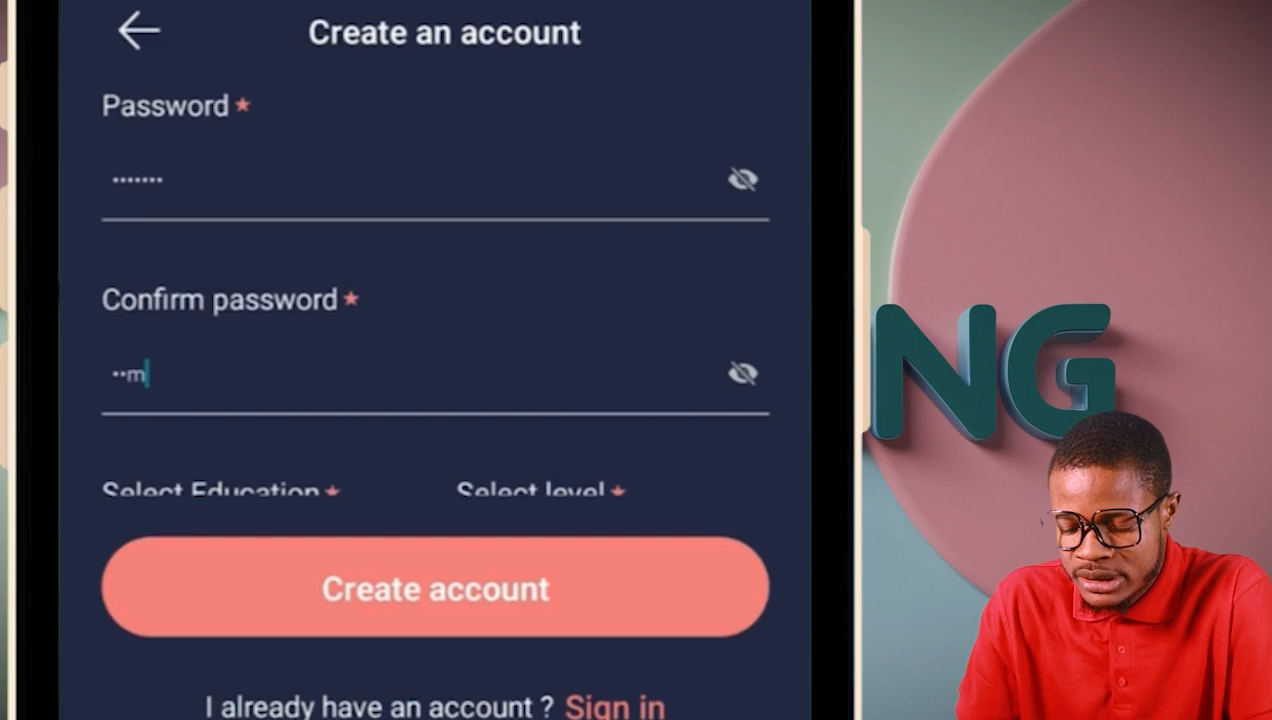 Create an account
Password *
•••••••
Confirm password *
••m
Select Education * Select level *
Create account
I already have an account ? Sign in
NG